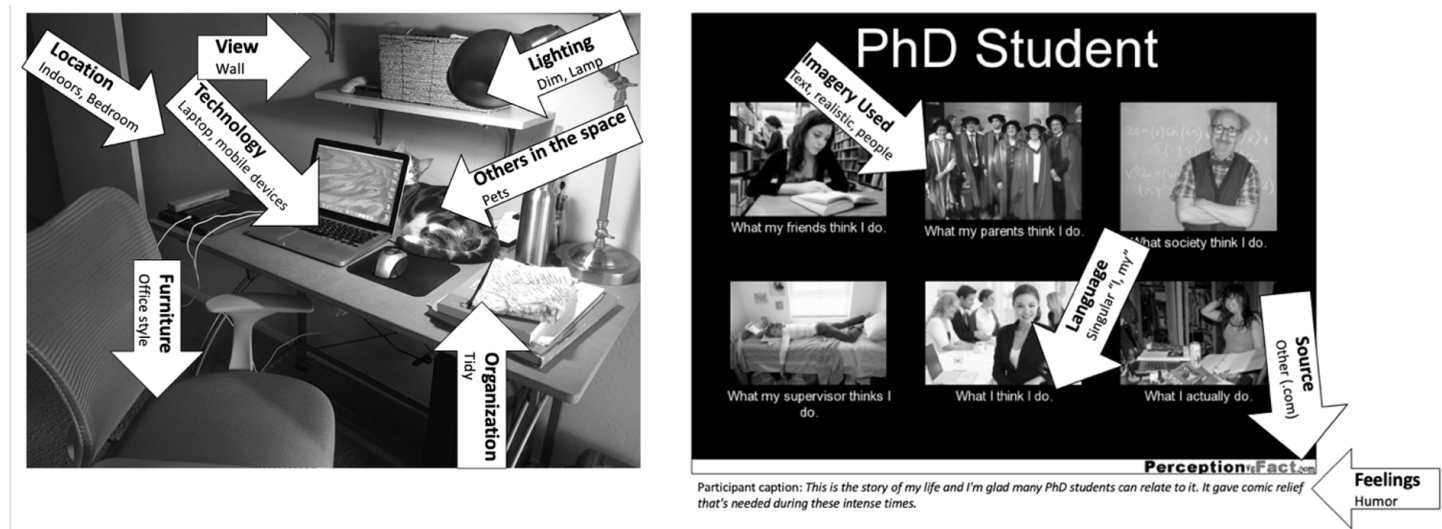 Location
Indoors, Bedroom
View
Wall
Lighting
Dim, Lamp
Technology
Laptop, mobile devices
Others in the space
Pets
Furniture
Office style
Organization
Tidy
PhD Student
Imagery Used
Text, realistic, people
What my friends think I do.
What my parents think I do.
What society think I do.
Language
Singular "I, my"
What my supervisor thinks I
do.
What I think I do.
What I actually do.
Source
Other (.com)
PerceptionvsFact.com
Participant caption: This is the story of my life and I'm glad many PhD students can relate to it. It gave comic relief
that's needed during these intense times.
Feelings
Humor